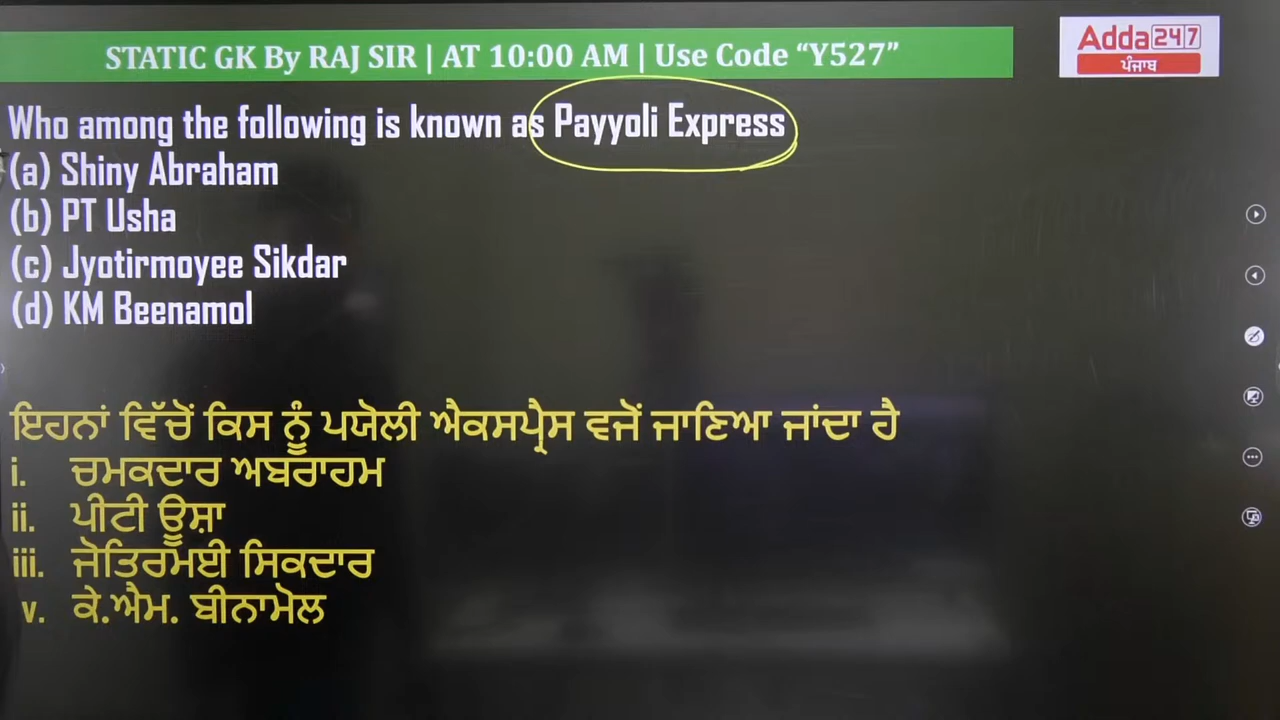 STATIC GK By RAJ SIR | AT 10:00 AM | Use Code “Y527”
Adda247
ਪੰਜਾਬ
Who among the following is known as Payyoli Express
(a) Shiny Abraham
(b) PT Usha
(c) Jyotirmoyee Sikdar
(d) KM Beenamol
ਇਹਨਾਂ ਵਿੱਚੋਂ ਕਿਸ ਨੂੰ ਪਯੋਲੀ ਐਕਸਪ੍ਰੈਸ ਵਜੋਂ ਜਾਣਿਆ ਜਾਂਦਾ ਹੈ
i. ਚਮਕਦਾਰ ਅਬਰਾਹਮ
ii. ਪੀਟੀ ਊਸ਼ਾ
iii. ਜੋਤਿਰਮਈ ਸਿਕਦਾਰ
v. ਕੇ.ਐਮ. ਬੀਨਾਮੋਲ